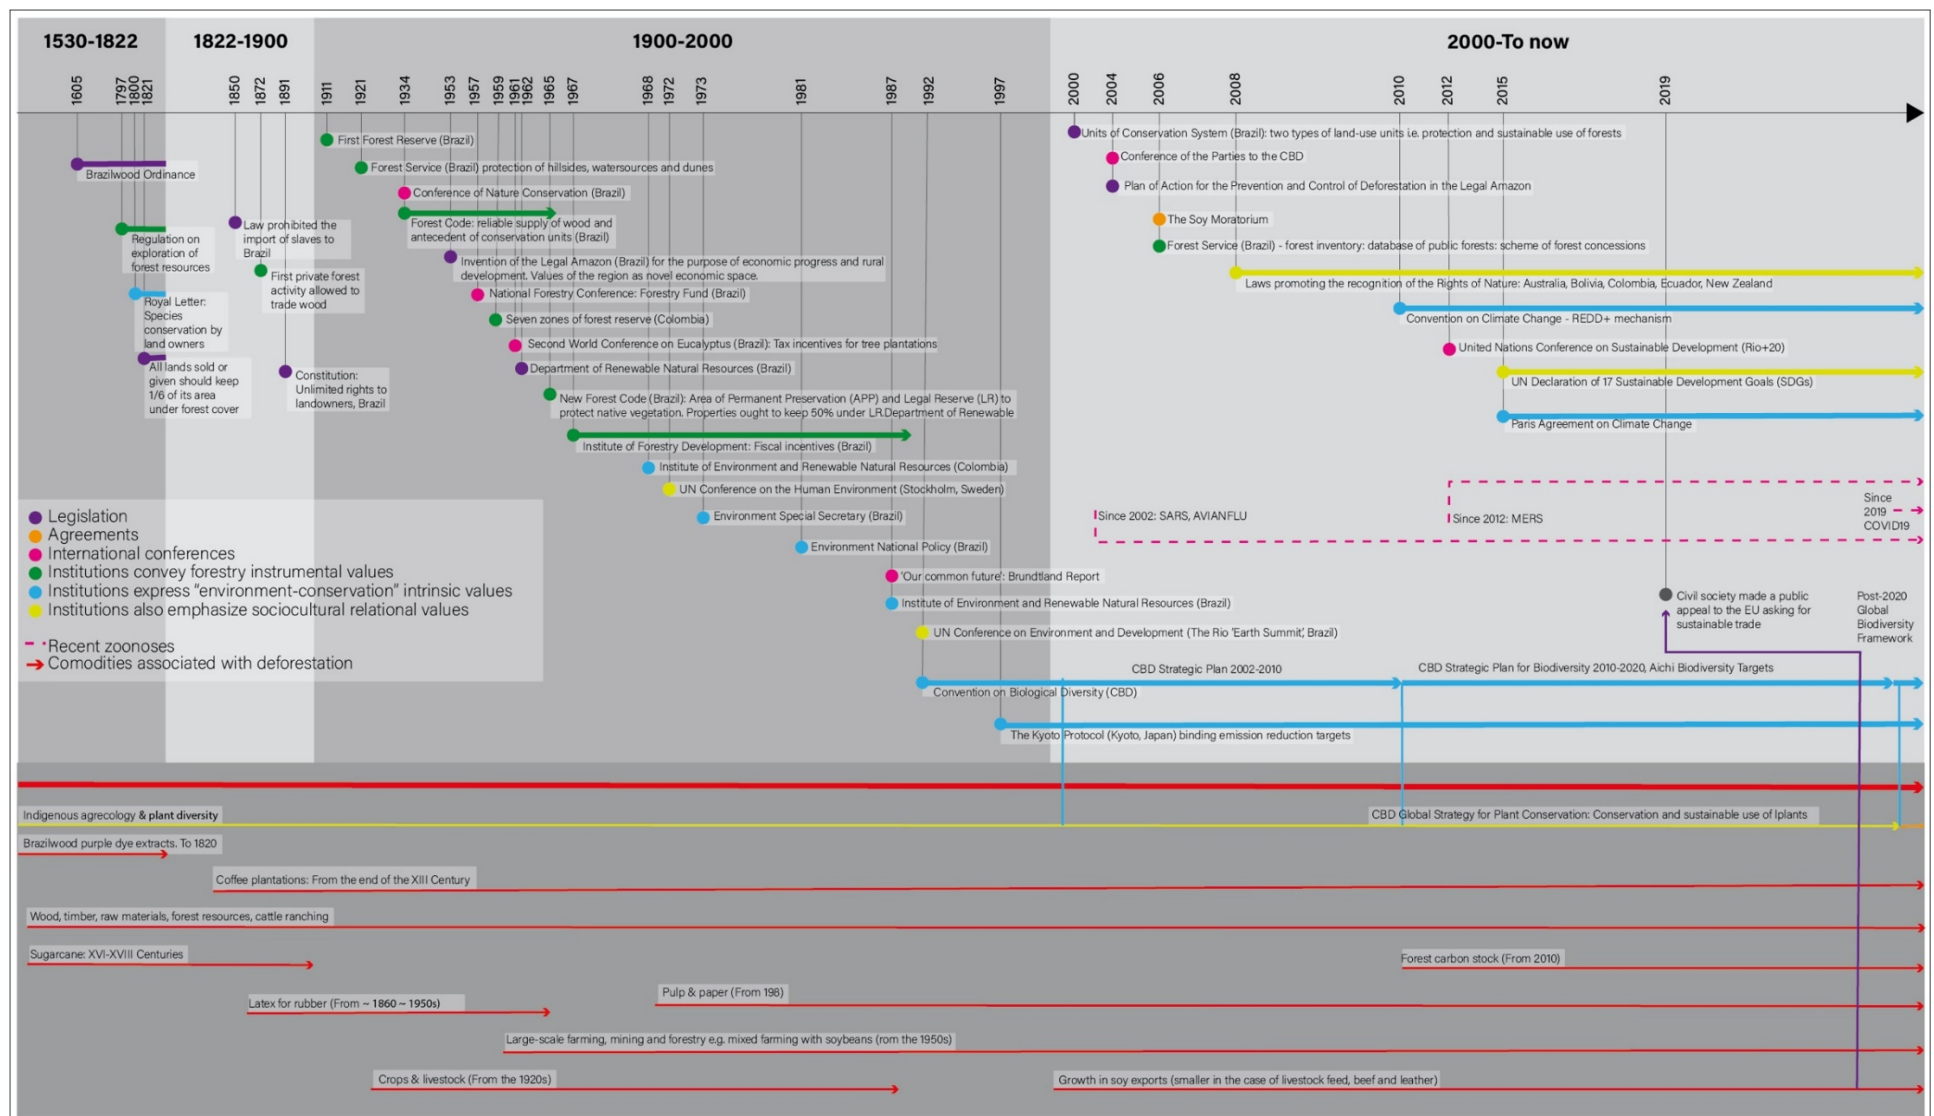 1530-1822
1822-1900
1900-2000
2000-To now
1605
1797
1800
1821
1850
1872
1891
1911
1921
1934
1953
1957
1959
1961
1962
1965
1967
1968
1972
1973
1981
1987
1992
1997
2000
2004
2006
2008
2010
2012
2015
2019
Brazilwood Ordinance
Regulation on
exploration of
forest resources
Royal Letter:
Species
conservation by
land owners
All lands sold or
given should keep
1/6 of its area
under forest cover
Law prohibited the
import of slaves to
Brazil
First private forest
activity allowed to
trade wood
Constitution:
Unlimited rights to
landowners, Brazil
First Forest Reserve (Brazil)
Forest Service (Brazil) protection of hillsides, watersources and dunes
Conference of Nature Conservation (Brazil)
Forest Code: reliable supply of wood and
antecedent of conservation units (Brazil)
Invention of the Legal Amazon (Brazil) for the purpose of economic progress and rural
development. Values of the region as novel economic space.
National Forestry Conference: Forestry Fund (Brazil)
Seven zones of forest reserve (Colombia)
Second World Conference on Eucalyptus (Brazil): Tax incentives for tree plantations
Department of Renewable Natural Resources (Brazil)
New Forest Code (Brazil): Area of Permanent Preservation (APP) and Legal Reserve (LR) to
protect native vegetation. Properties ought to keep 50% under LR.Department of Renewable
Institute of Forestry Development: Fiscal incentives (Brazil)
Institute of Environment and Renewable Natural Resources (Colombia)
UN Conference on the Human Environment (Stockholm, Sweden)
Environment Special Secretary (Brazil)
Environment National Policy (Brazil)
'Our common future': Brundtland Report
Institute of Environment and Renewable Natural Resources (Brazil)
UN Conference on Environment and Development (The Rio 'Earth Summit', Brazil)
Convention on Biological Diversity (CBD)
The Kyoto Protocol (Kyoto, Japan) binding emission reduction targets
Units of Conservation System (Brazil): two types of land-use units i.e. protection and sustainable use of forests
Conference of the Parties to the CBD
Plan of Action for the Prevention and Control of Deforestation in the Legal Amazon
The Soy Moratorium
Forest Service (Brazil) - forest inventory: database of public forests: scheme of forest concessions
Laws promoting the recognition of the Rights of Nature: Australia, Bolivia, Colombia, Ecuador, New Zealand
Convention on Climate Change - REDD+ mechanism
United Nations Conference on Sustainable Development (Rio+20)
UN Declaration of 17 Sustainable Development Goals (SDGs)
Paris Agreement on Climate Change
Since 2002: SARS, AVIANFLU
Since 2012: MERS
Since
2019
COVID19
Civil society made a public
appeal to the EU asking for
sustainable trade
Post-2020
Global
Biodiversity
Framework
CBD Strategic Plan 2002-2010
CBD Strategic Plan for Biodiversity 2010-2020, Aichi Biodiversity Targets
Legislation
Agreements
International conferences
Institutions convey forestry instrumental values
Institutions express "environment-conservation" intrinsic values
Institutions also emphasize sociocultural relational values
Recent zoonoses
Comodities associated with deforestation
Indigenous agrecology & plant diversity
CBD Global Strategy for Plant Conservation: Conservation and sustainable use of lplants
Brazilwood purple dye extracts. To 1820
Coffee plantations: From the end of the XIII Century
Wood, timber, raw materials, forest resources, cattle ranching
Sugarcane: XVI-XVIII Centuries
Forest carbon stock (From 2010)
Latex for rubber (From ~ 1860 ~ 1950s)
Pulp & paper (From 198)
Large-scale farming, mining and forestry e.g. mixed farming with soybeans (rom the 1950s)
Crops & livestock (From the 1920s)
Growth in soy exports (smaller in the case of livestock feed, beef and leather)